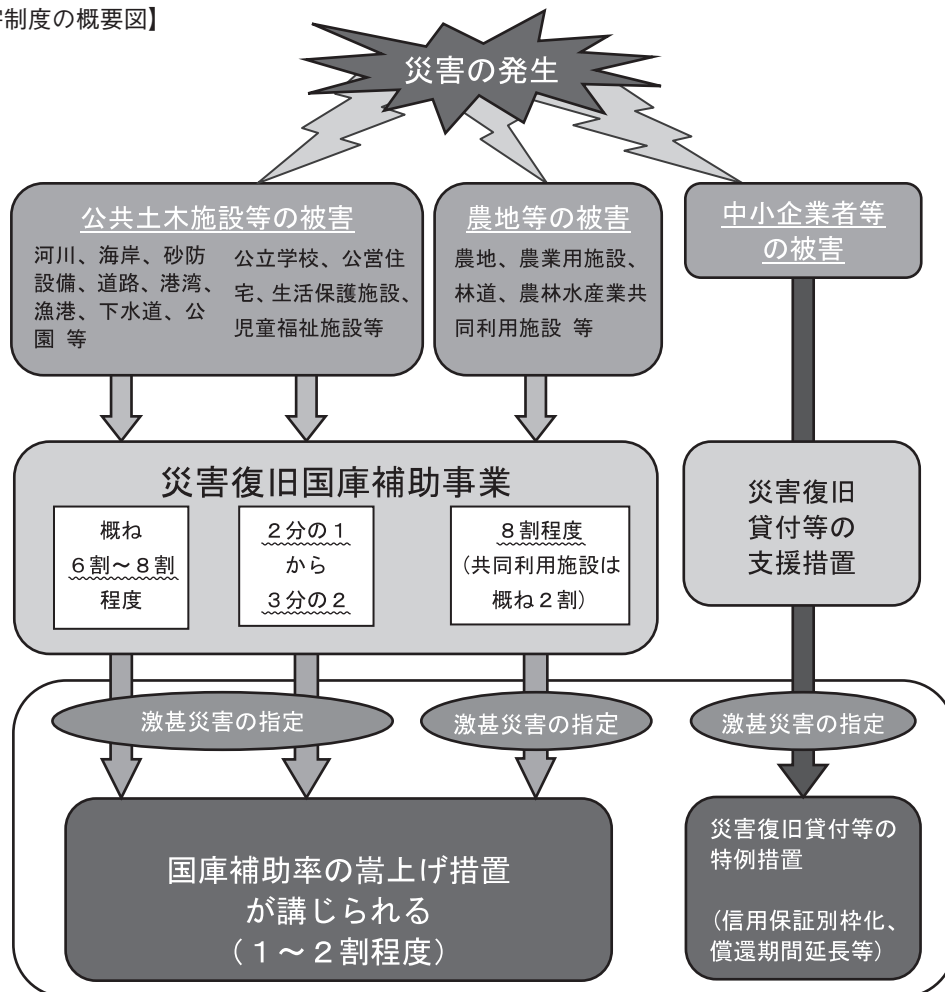 制度の概要図】
災害の発生
公共土木施設等の被害
河川、海岸、砂防
設備、道路、港湾、
漁港、下水道、公
園 等
公立学校、公営住
宅、生活保護施設、
児童福祉施設等
農地等の被害
農地、農業用施設、
林道、農林水産業共
同利用施設 等
中小企業者等
の被害
災害復旧国庫補助事業
概ね
6割~8割
程度
2分の1
から
3分の2
8割程度
(共同利用施設は
概ね2割)
災害復旧
貸付等の
支援措置
激甚災害の指定
激甚災害の指定
激甚災害の指定
国庫補助率の嵩上げ措置
が講じられる
(1~2割程度)
災害復旧貸付等の
特例措置
(信用保証別枠化、
償還期間延長等)